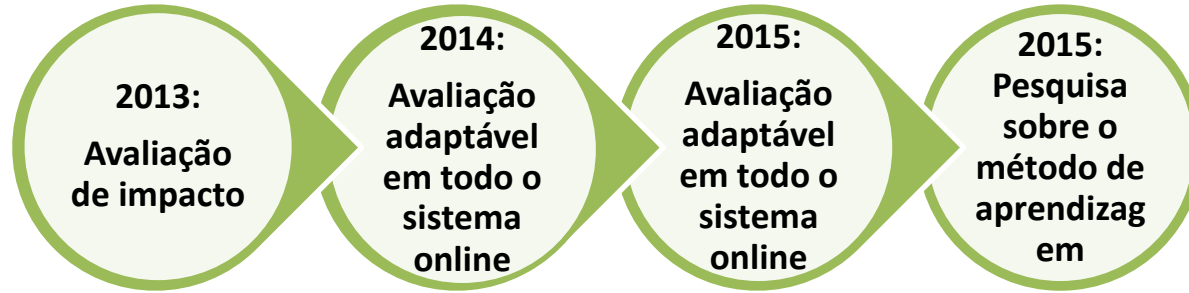 2013:
Avaliação
de impacto
2014:
Avaliação
adaptável
em todo o
sistema
online
2015:
Avaliação
adaptável
em todo o
sistema
online
2015:
Pesquisa
sobre o
método de
aprendizag
em